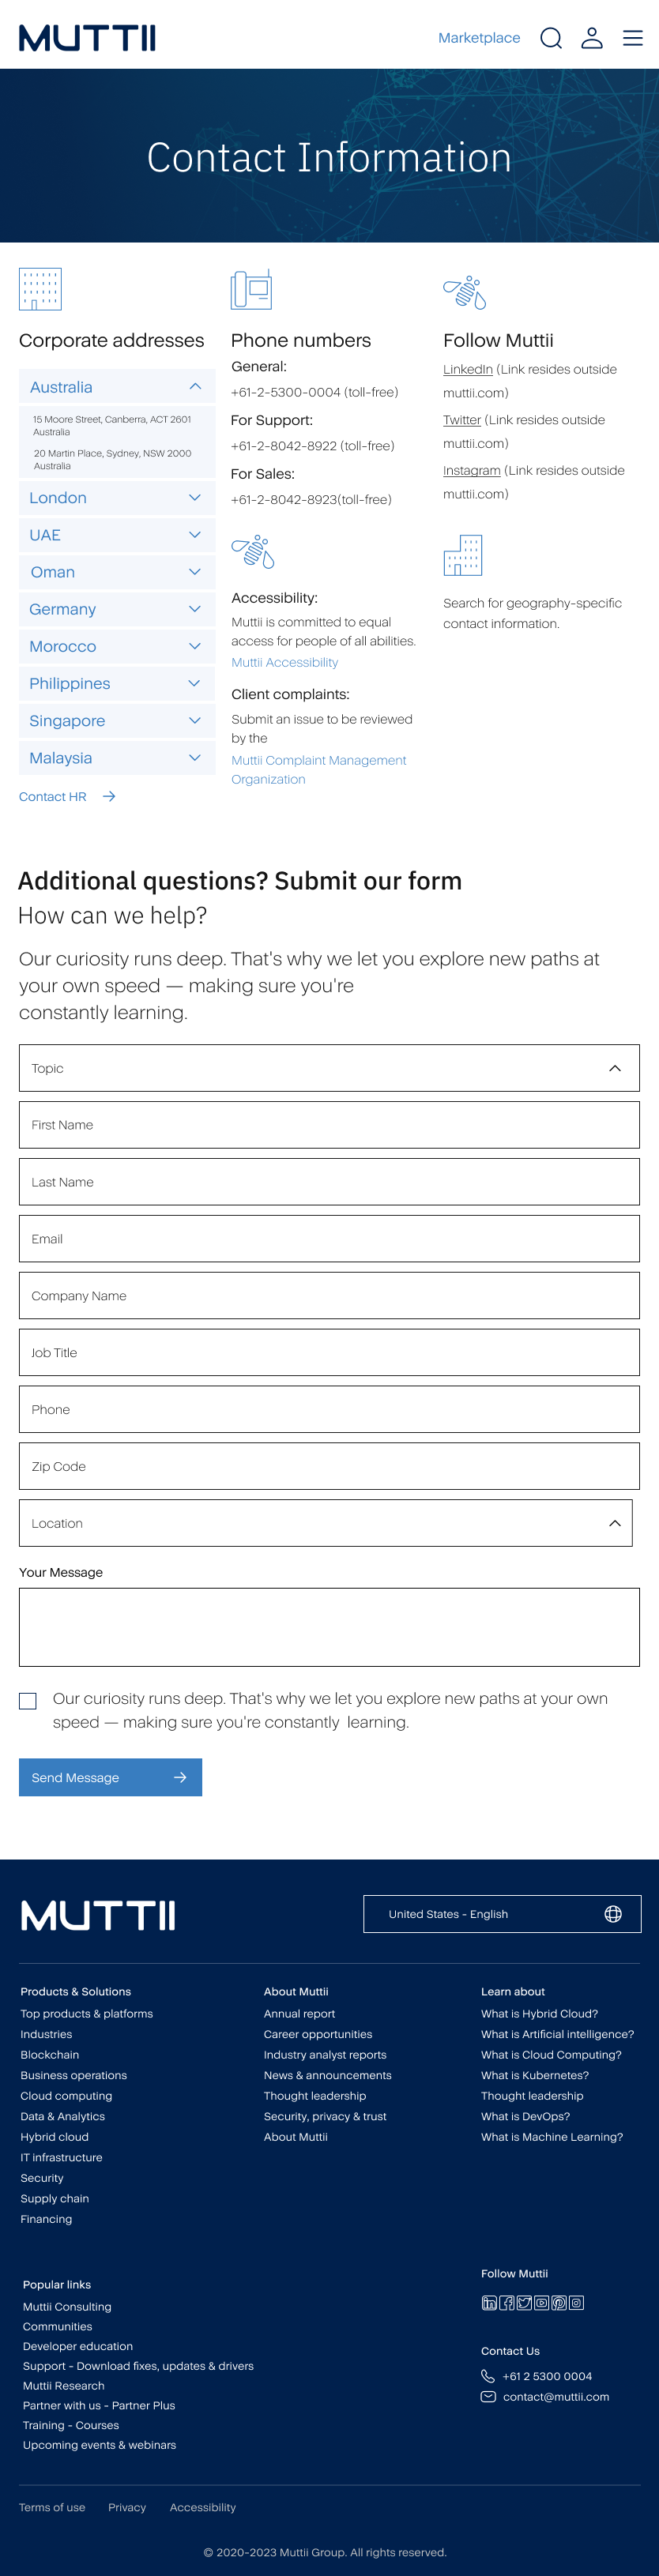 MUTTII
Marketplace
Contact Information
Corporate addresses
Australia
15 Moore Street, Canberra, ACT 2601
Australia
20 Martin Place, Sydney, NSW 2000
Australia
London
UAE
Oman
Germany
Morocco
Philippines
Singapore
Malaysia
Contact HR
Phone numbers
General:
+61-2-5300-0004 (toll-free)
For Support:
+61-2-8042-8922 (toll-free)
For Sales:
+61-2-8042-8923(toll-free)
Accessibility:
Muttii is committed to equal
access for people of all abilities.
Muttii Accessibility
Client complaints:
Submit an issue to be reviewed
by the
Muttii Complaint Management
Organization
Follow Muttii
LinkedIn (Link resides outside
muttii.com)
Twitter (Link resides outside
muttii.com)
Instagram (Link resides outside
muttii.com)
Search for geography-specific
contact information.
Additional questions? Submit our form
How can we help?
Our curiosity runs deep. That's why we let you explore new paths at
your own speed — making sure you're
constantly learning.
Topic
First Name
Last Name
Email
Company Name
Job Title
Phone
Zip Code
Location
Your Message
Our curiosity runs deep. That's why we let you explore new paths at your own
speed — making sure you're constantly  learning.
Send Message
MUTTII
United States - English
Products & Solutions
Top products & platforms
Industries
Blockchain
Business operations
Cloud computing
Data & Analytics
Hybrid cloud
IT infrastructure
Security
Supply chain
Financing
About Muttii
Annual report
Career opportunities
Industry analyst reports
News & announcements
Thought leadership
Security, privacy & trust
About Muttii
Learn about
What is Hybrid Cloud?
What is Artificial intelligence?
What is Cloud Computing?
What is Kubernetes?
Thought leadership
What is DevOps?
What is Machine Learning?
Popular links
Muttii Consulting
Communities
Developer education
Support - Download fixes, updates & drivers
Muttii Research
Partner with us - Partner Plus
Training - Courses
Upcoming events & webinars
Follow Muttii
Contact Us
+61 2 5300 0004
contact@muttii.com
Terms of use
Privacy
Accessibility
© 2020-2023 Muttii Group. All rights reserved.